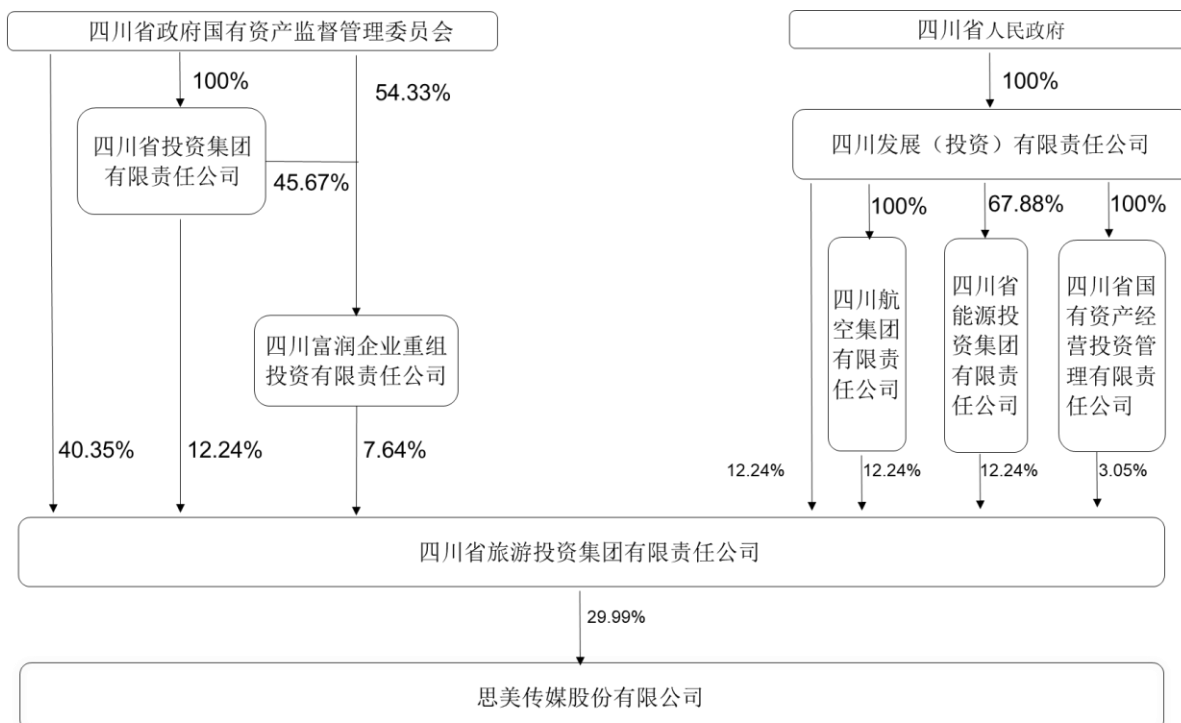 四川省政府国有资产监督管理委员会
四川省人民政府
100%
54.33%
100%
四川省投资集团
有限责任公司
45.67%
四川发展（投资）有限责任公司
100%
67.88%
100%
四川航
空集团
有限责
任公司
四川省
能源投
资集团
有限责
任公司
四川省国
有资产经
营投资管
理有限责
任公司
四川富润企业重组
投资有限责任公司
40.35%
12.24%
7.64%
12.24%
12.24%
12.24%
3.05%
四川省旅游投资集团有限责任公司
29.99%
思美传媒股份有限公司